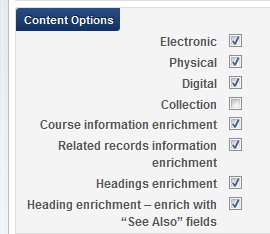 Content Options
Electronic
Physical
Digital
Collection
Course information enrichment
Related records information
enrichment
Headings enrichment
Heading enrichment – enrich with
“See Also” fields